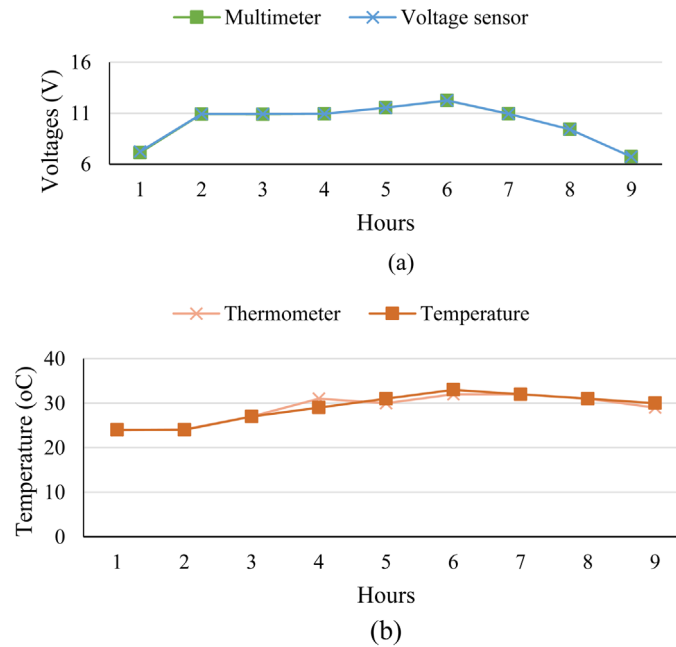 Multimeter Voltage sensor
Voltages (V)
16
11
6
1 2 3 4 5 6 7 8 9
Hours
(a)
Thermometer Temperature
Temperature (oC)
40
30
20
10
0
1 2 3 4 5 6 7 8 9
Hours
(b)